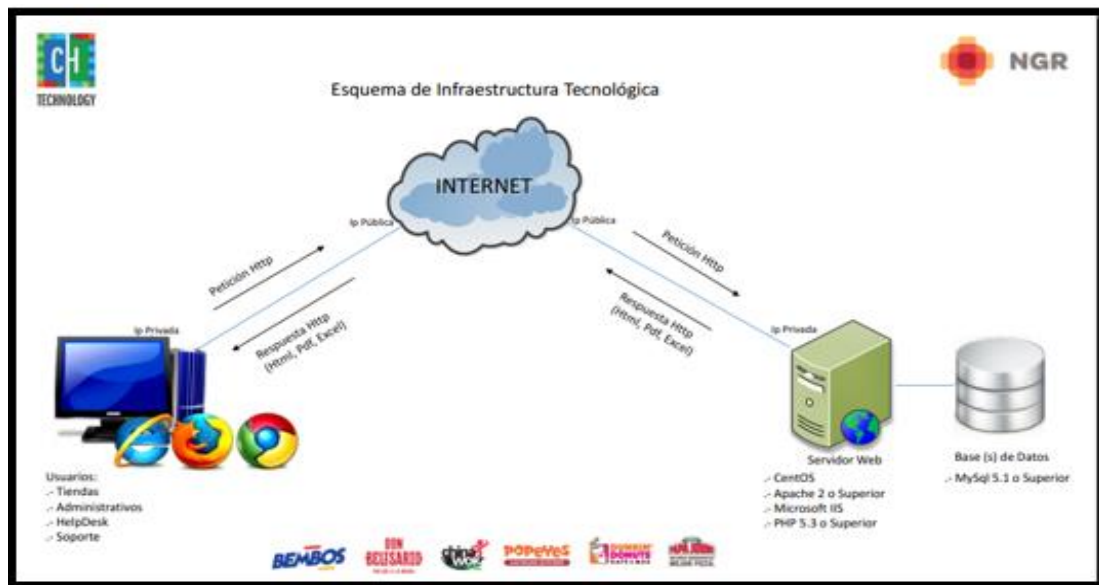 CH
TECHNOLOGY
NGR
Esquema de Infraestructura Tecnológica
INTERNET
Ip Pública
Ip Pública
Petición Http
Petición Http
Respuesta Http
(Html, Pdf, Excel)
Respuesta Http
(Html, Pdf, Excel)
Ip Privada
Ip Privada
Usuarios:
.- Tiendas
.- Administrativos
.- HelpDesk
.- Soporte
Servidor Web
.- CentOS
.- Apache 2 o Superior
.- Microsoft IIS
.- PHP 5.3 o Superior
Base (s) de Datos
.- MySql 5.1 o Superior
BEMBOS
DON
BELISARIO
china
wok
POPEYES
DUNKIN'
DONUTS
PAPA JOHN'S